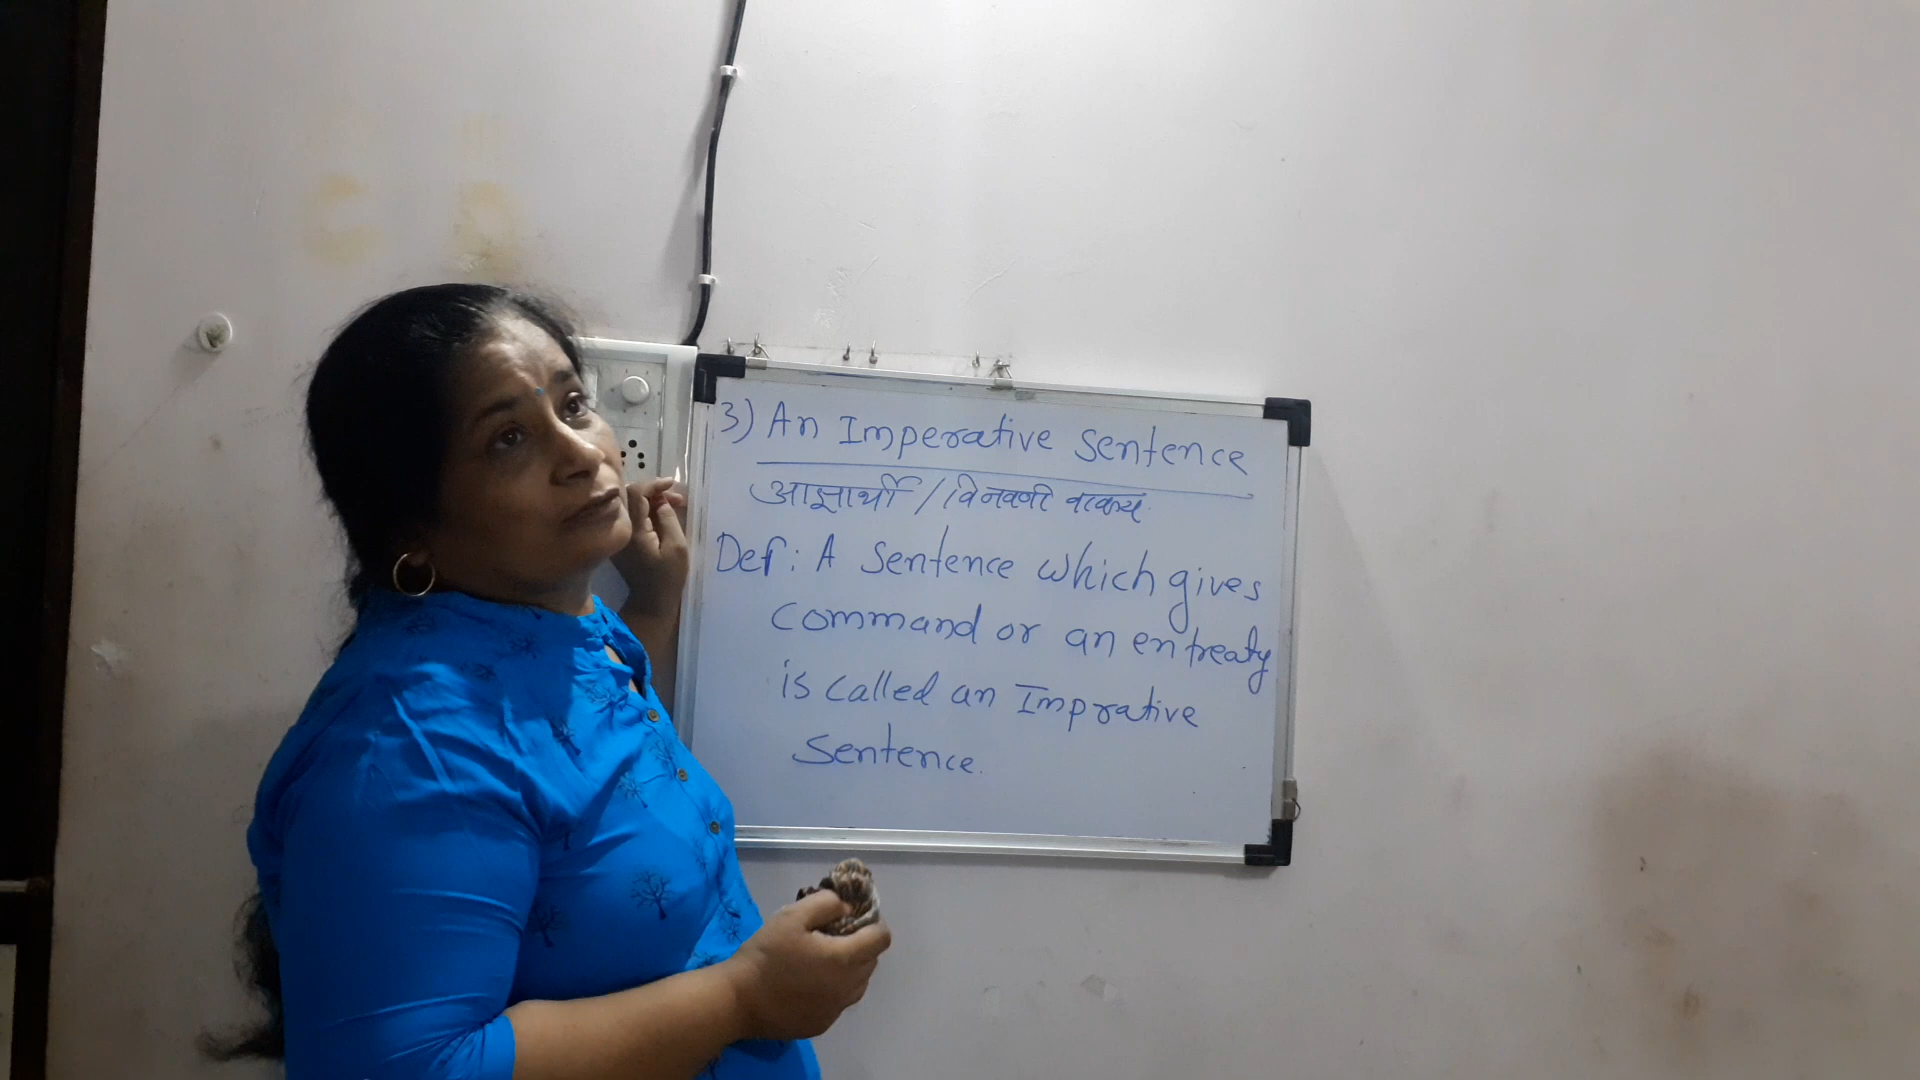 3) An Imperative Sentence
आज्ञार्थी / विनवणी वाक्य.
Def: A Sentence which gives
command or an entreaty
is called an Imprative
Sentence.